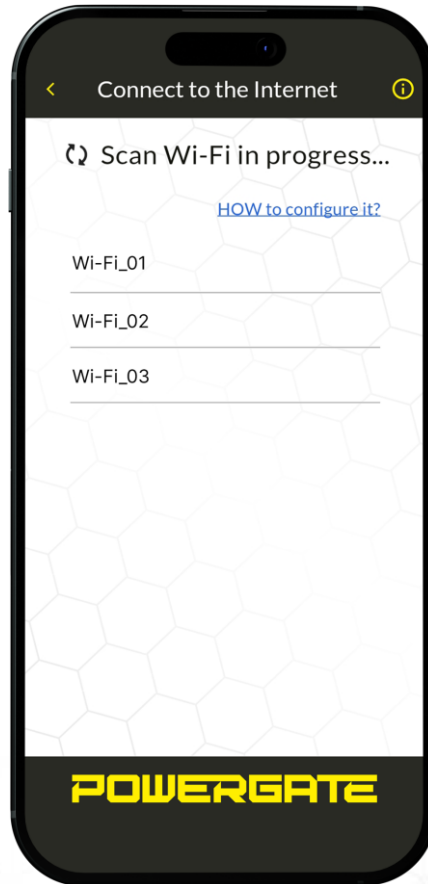 Connect to the Internet
Scan Wi-Fi in progress...
HOW to configure it?
Wi-Fi_01
Wi-Fi_02
Wi-Fi_03
POWERGATE